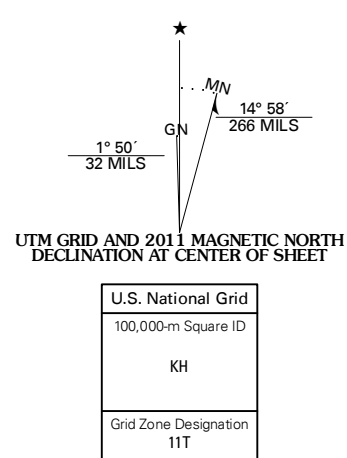 ★
MN
GN
14° 58´
266 MILS
1° 50´
32 MILS
UTM GRID AND 2011 MAGNETIC NORTH
DECLINATION AT CENTER OF SHEET
U.S. National Grid
100,000-m Square ID
KH
Grid Zone Designation
11T